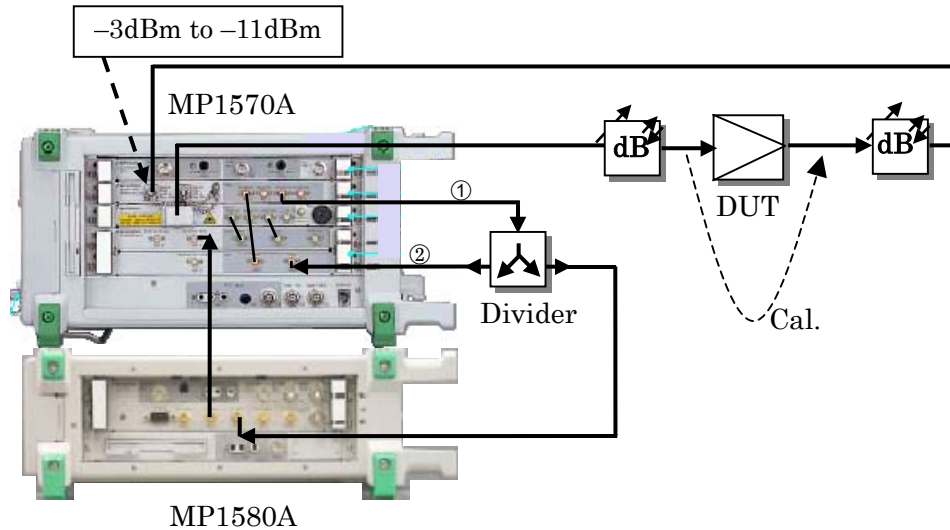 –3dBm to –11dBm
MP1570A
dB
DUT
dB
①
②
Divider
Cal.
MP1580A